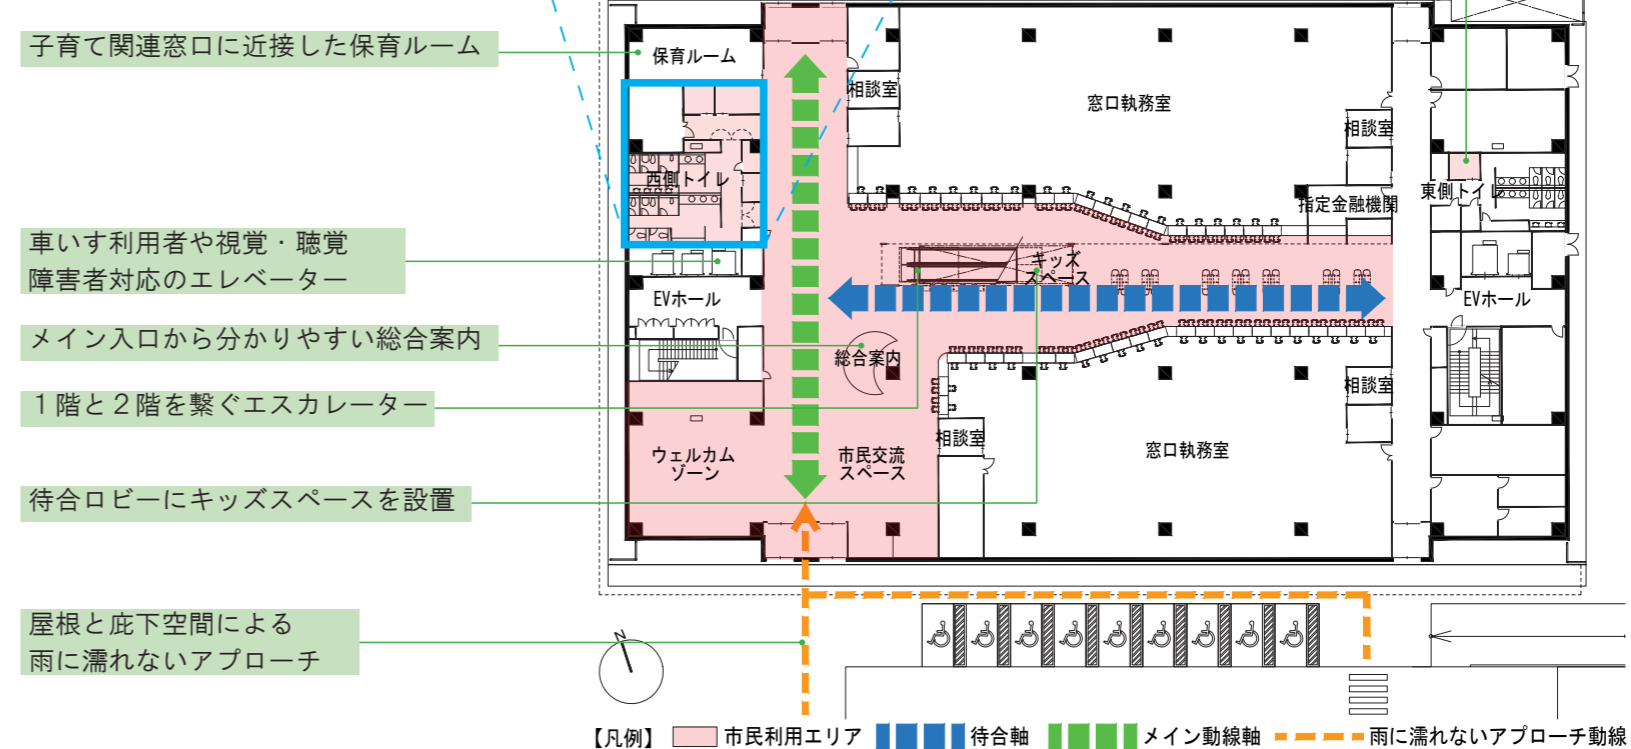 子育て関連窓口に近接した保育ルーム
車いす利用者や視覚・聴覚
障害者対応のエレベーター
メイン入口から分かりやすい総合案内
１階と２階を繋ぐエスカレーター
待合ロビーにキッズスペースを設置
屋根と庇下空間による
雨に濡れないアプローチ
保育ルーム
相談室
窓口執務室
相談室
西側トイレ
指定金融機関
東側トイレ
キッズ
スペース
EVホール
EVホール
総合案内
相談室
相談室
ウェルカム
ゾーン
市民交流
スペース
窓口執務室
N
【凡例】 市民利用エリア 待合軸 メイン動線軸 雨に濡れないアプローチ動線